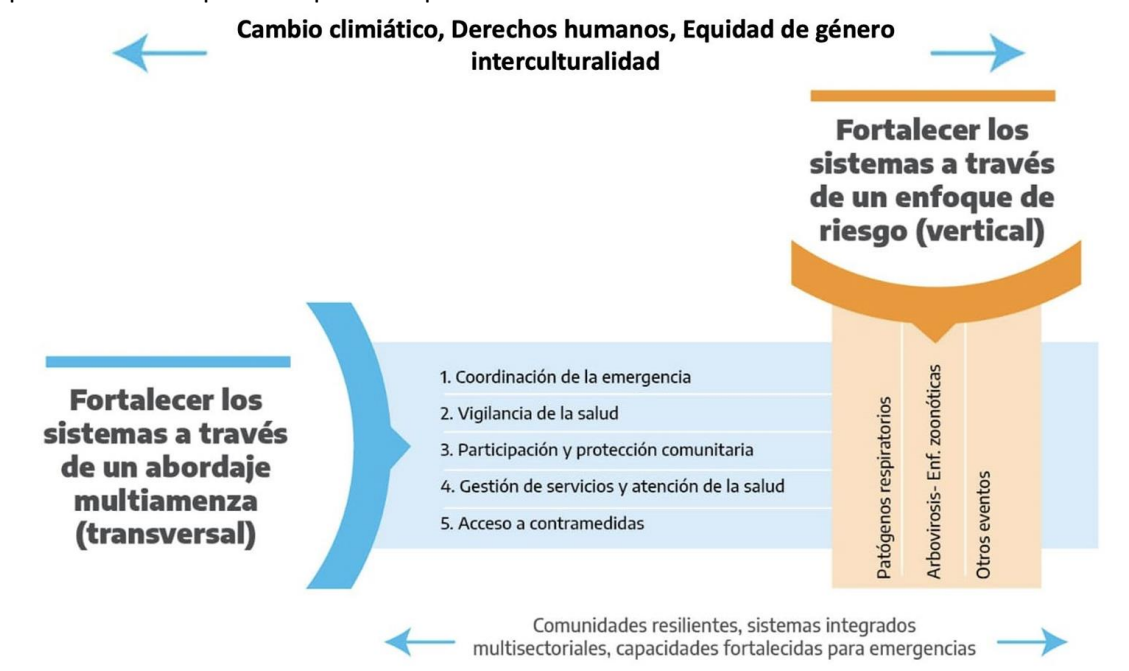 Cambio climiático, Derechos humanos, Equidad de género
interculturalidad
Fortalecer los
sistemas a través
de un enfoque de
riesgo (vertical)
Fortalecer los
sistemas a través
de un abordaje
multiamenza
(transversal)
1. Coordinación de la emergencia
2. Vigilancia de la salud
3. Participación y protección comunitaria
4. Gestión de servicios y atención de la salud
5. Acceso a contramedidas
Patógenos respiratorios
Arbovirosis- Enf. zoonóticas
Otros eventos
Comunidades resilientes, sistemas integrados
multisectoriales, capacidades fortalecidas para emergencias